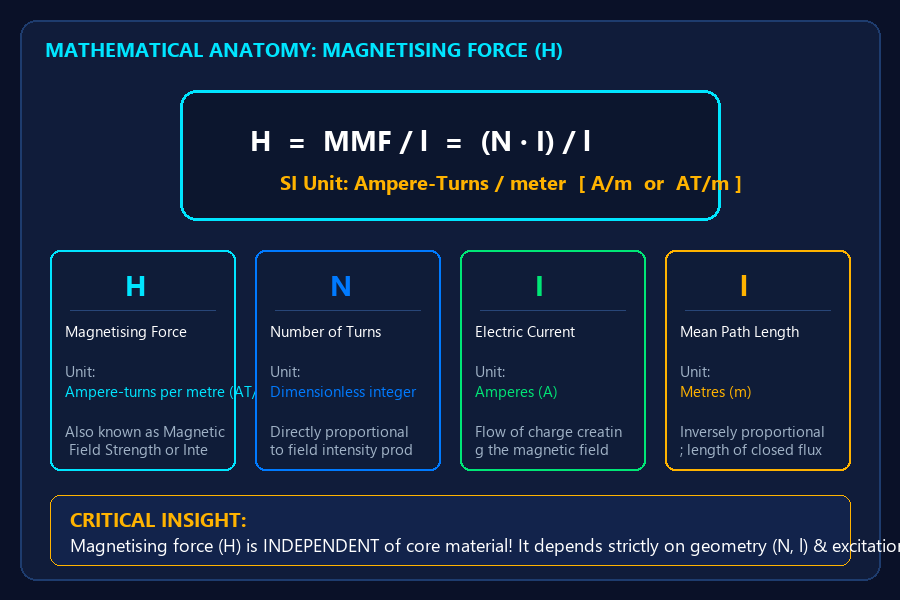 MATHEMATICAL ANATOMY: MAGNETISING FORCE (H)
H = MMF / l = (N · I) / l
SI Unit: Ampere-Turns / meter [ A/m or AT/m ]
H
Magnetising Force
Unit:
Ampere-turns per metre (AT/
Also known as Magnetic
Field Strength or Inte
N
Number of Turns
Unit:
Dimensionless integer
Directly proportional
to field intensity prod
I
Electric Current
Unit:
Amperes (A)
Flow of charge creatin
g the magnetic field
l
Mean Path Length
Unit:
Metres (m)
Inversely proportional
; length of closed flux
CRITICAL INSIGHT:
Magnetising force (H) is INDEPENDENT of core material! It depends strictly on geometry (N, l) & excitation